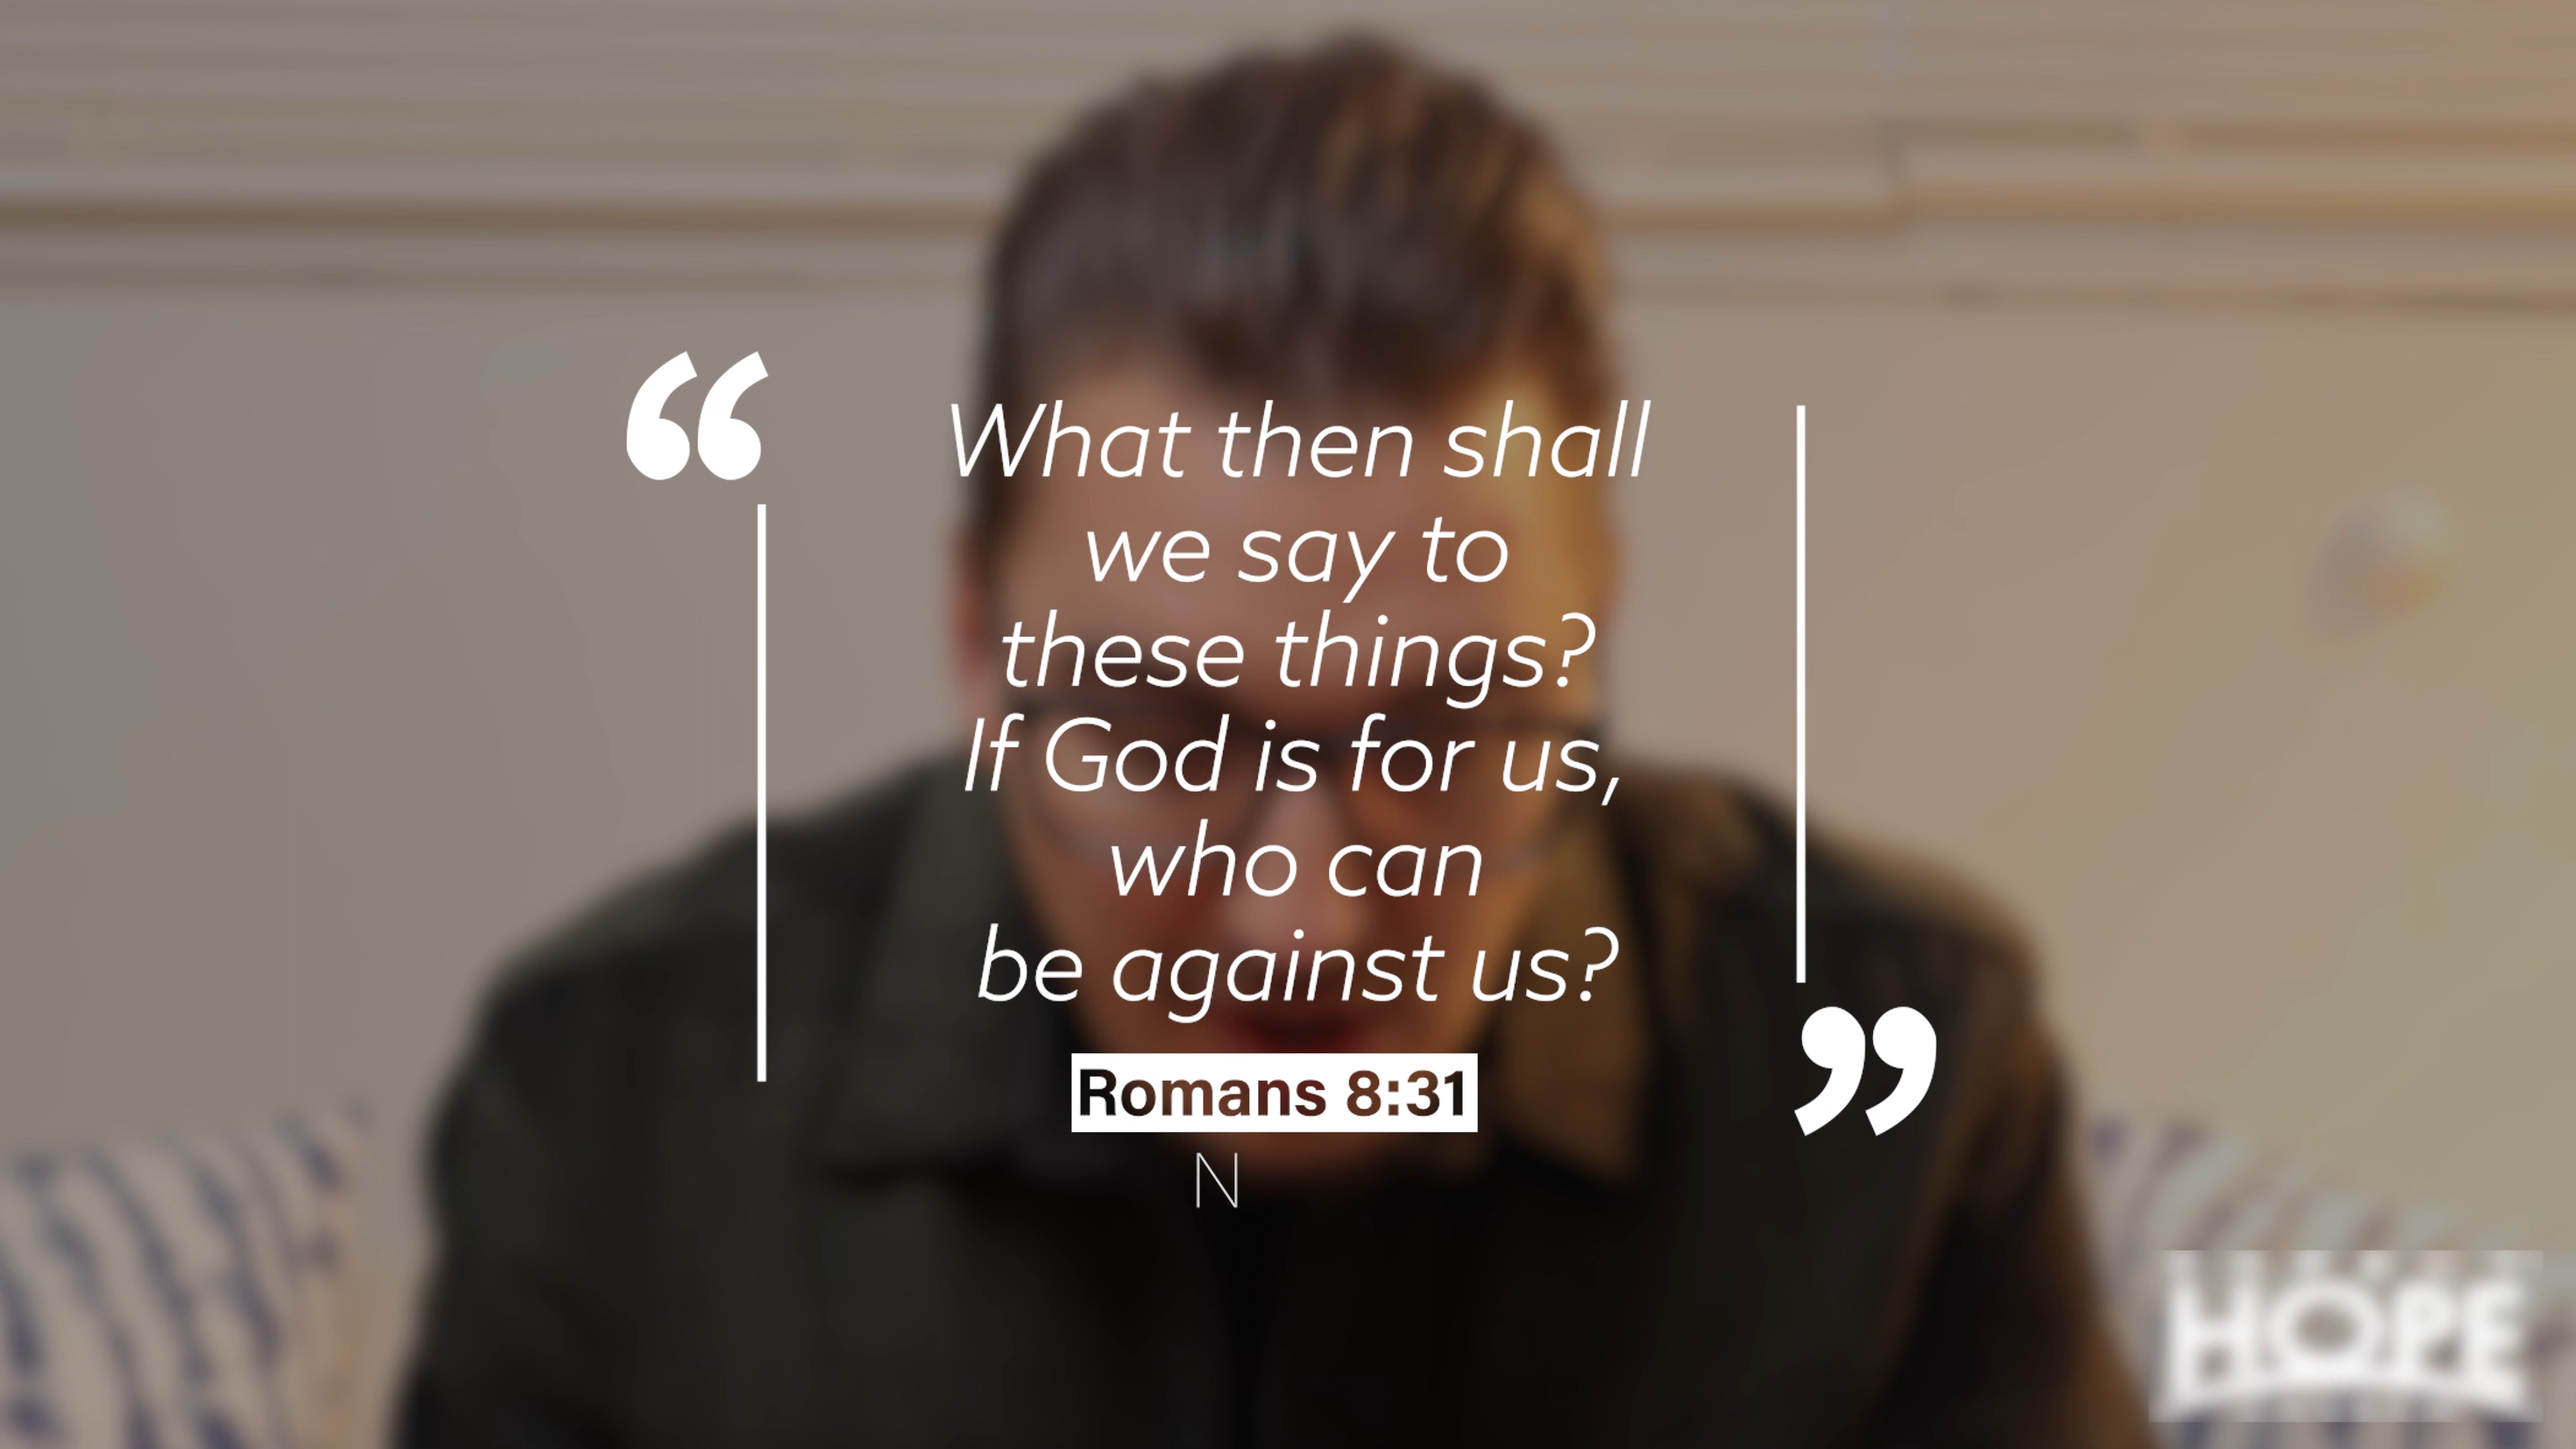 “
What then shall
we say to
these things?
If God is for us,
who can
be against us?
”
Romans 8:31
N
HOPE